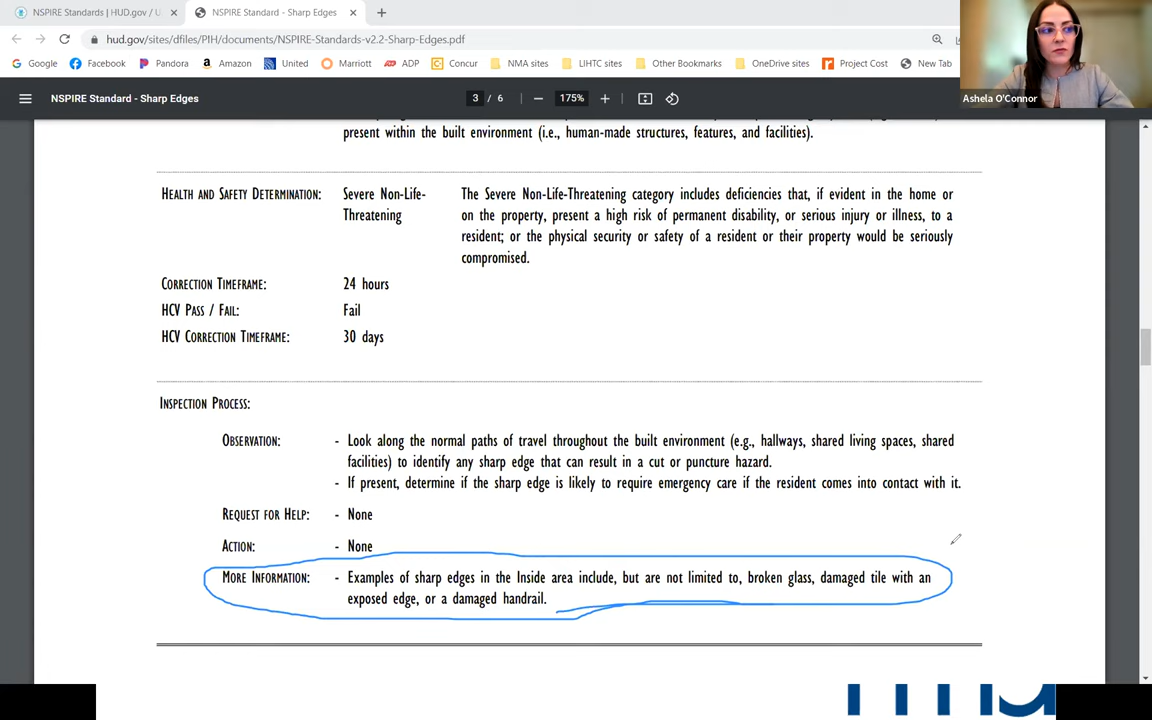 NSPIRE Standards | HUD.gov / U
NSPIRE Standard - Sharp Edges
hud.gov/sites/dfiles/PIH/documents/NSPIRE-Standards-v2.2-Sharp-Edges.pdf
Google Facebook Pandora Amazon United Marriott ADP Concur NMA sites LIHTC sites Other Bookmarks OneDrive sites Project Cost New Tab
Ashela O'Connor
NSPIRE Standard - Sharp Edges 3 / 6 175%
present within the built environment (i.e., human-made structures, features, and facilities).
HEALTH AND SAFETY DETERMINATION: Severe Non-Life- The Severe Non-Life-Threatening category includes deficiencies that, if evident in the home or
Threatening on the property, present a high risk of permanent disability, or serious injury or illness, to a
resident; or the physical security or safety of a resident or their property would be seriously
compromised.
CORRECTION TIMEFRAME: 24 hours
HCV PASS / FAIL: Fail
HCV CORRECTION TIMEFRAME: 30 days
INSPECTION PROCESS:
OBSERVATION: - Look along the normal paths of travel throughout the built environment (e.g., hallways, shared living spaces, shared
facilities) to identify any sharp edge that can result in a cut or puncture hazard.
- If present, determine if the sharp edge is likely to require emergency care if the resident comes into contact with it.
REQUEST FOR HELP: - None
ACTION: - None
MORE INFORMATION: - Examples of sharp edges in the Inside area include, but are not limited to, broken glass, damaged tile with an
exposed edge, or a damaged handrail.